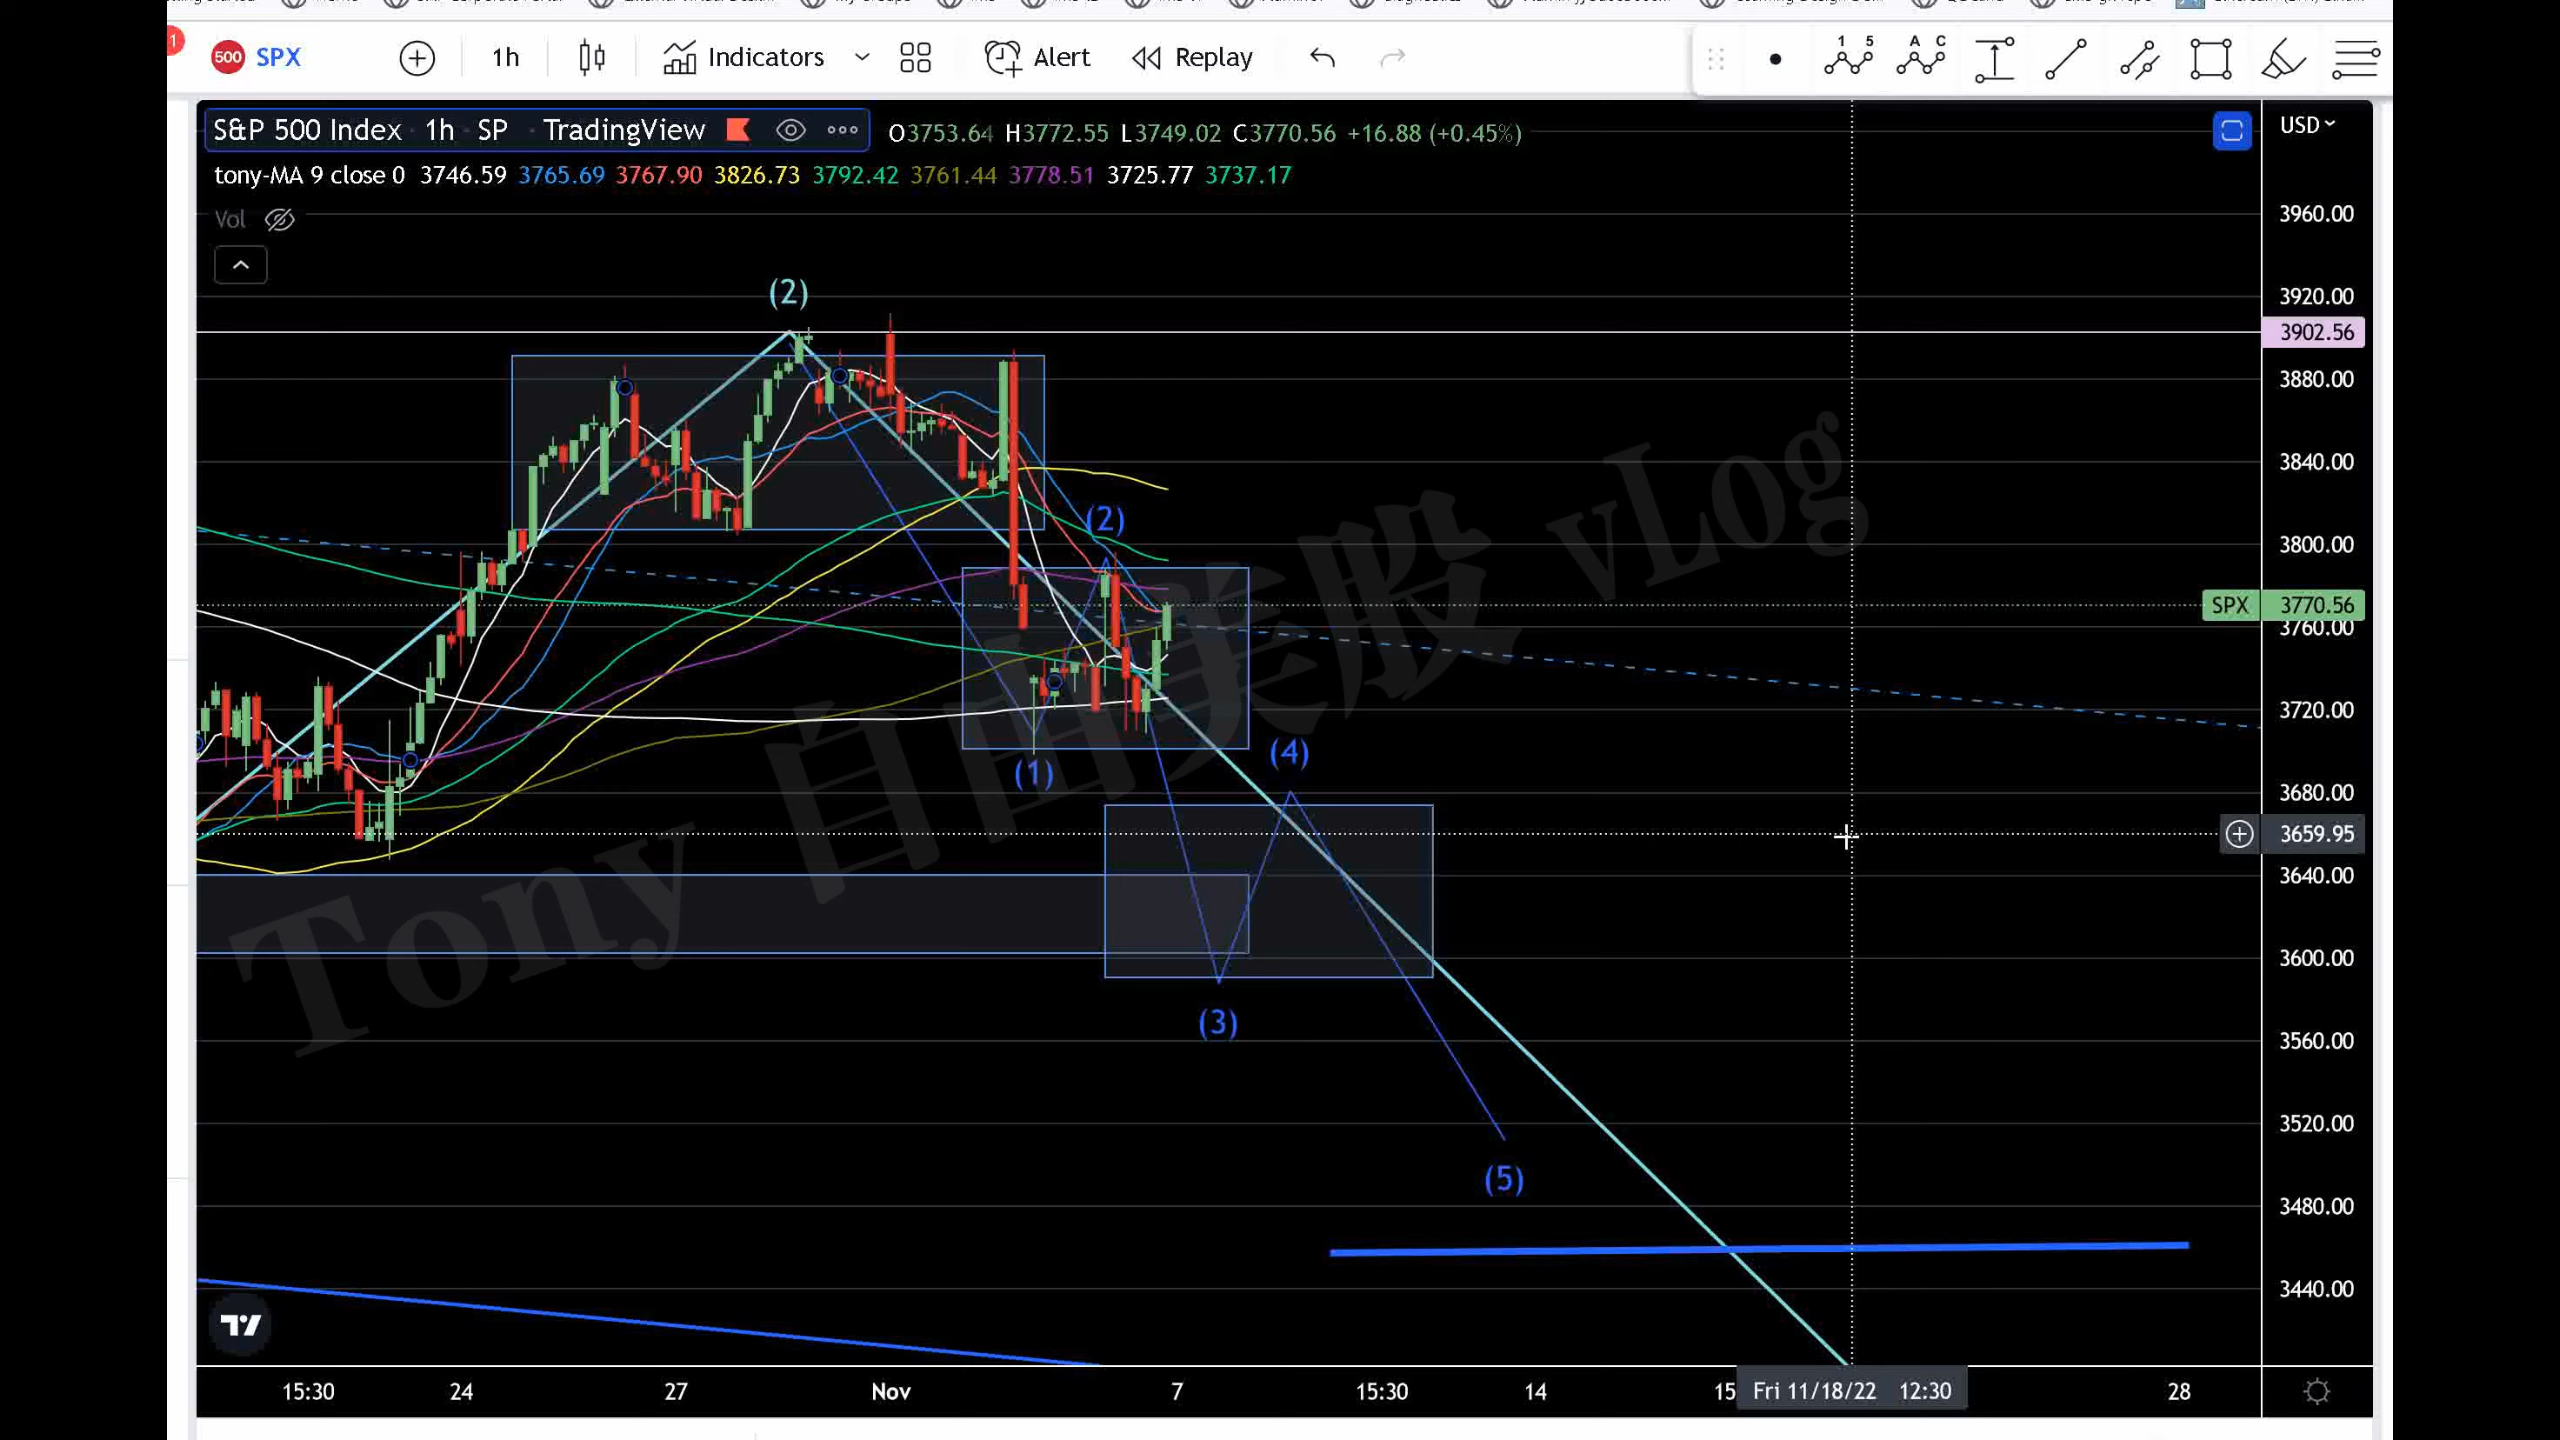 1
500 SPX 1h Indicators Alert Replay
1 5
A C
S&P 500 Index · 1h · SP · TradingView O3753.64 H3772.55 L3749.02 C3770.56 +16.88 (+0.45%)
USD
tony-MA 9 close 0 3746.59 3765.69 3767.90 3826.73 3792.42 3761.44 3778.51 3725.77 3737.17
Vol
3960.00
(2)
3920.00
3902.56
3880.00
3840.00
(2)
3800.00
SPX 3770.56
3760.00
3720.00
(4)
(1)
3680.00
3659.95
3640.00
3600.00
(3)
3560.00
3520.00
(5)
3480.00
3440.00
Tony 自由美股 vLog
15:30 24 27 Nov 7 15:30 14 15 Fri 11/18/22 12:30 28